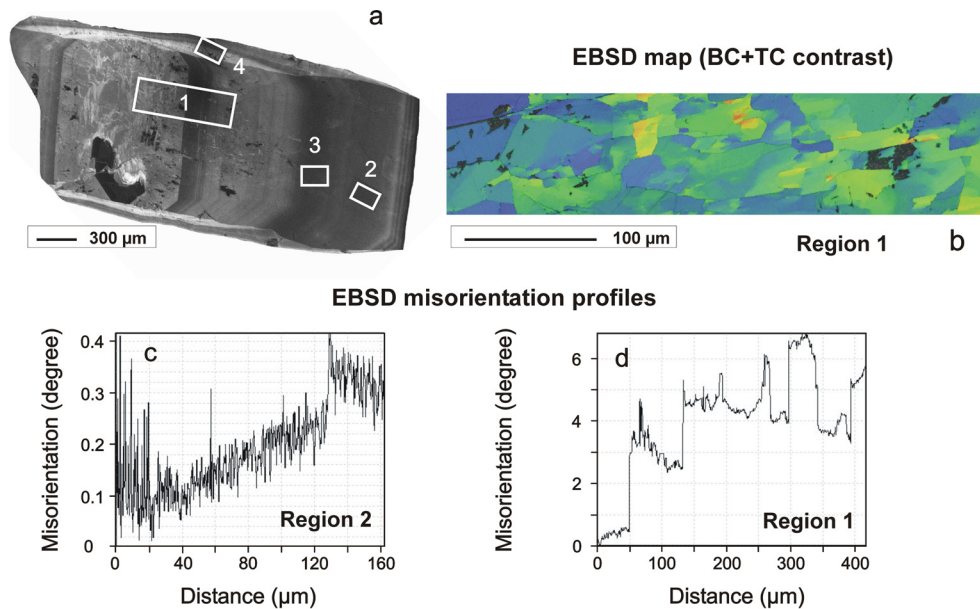 a
4
1
3
2
300 µm
EBSD map (BC+TC contrast)
100 µm
Region 1
b
EBSD misorientation profiles
Misorientation (degree)
0.4
0.3
0.2
0.1
0
c
Region 2
0 40 80 120 160
Distance (µm)
Misorientation (degree)
6
4
2
0
d
Region 1
0 100 200 300 400
Distance (µm)